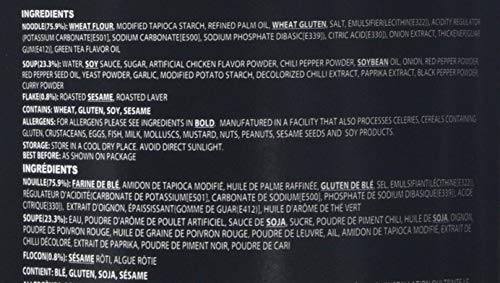 INGREDIENTS
NOODLE(75.9%): WHEAT FLOUR, MODIFIED TAPIOCA STARCH, REFINED PALM OIL, WHEAT GLUTEN, SALT, EMULSIFIER(LECITHIN[E322]), ACIDITY REGULATOR
(POTASSIUM CARBONATE[E501], SODIUM CARBONATE[E500], SODIUM PHOSPHATE DIBASIC(E339)), CITRIC ACID[E330]), ONION EXTRACT, THICKENER(GUAR
GUM[E412]), GREEN TEA FLAVOR OIL
SOUP(23.3%): WATER, SOY SAUCE, SUGAR, ARTIFICIAL CHICKEN FLAVOR POWDER, CHILI PEPPER POWDER, SOYBEAN OIL, ONION, RED PEPPER POWDER,
RED PEPPER SEED OIL, YEAST POWDER, GARLIC, MODIFIED POTATO STARCH, DECOLORIZED CHILLI EXTRACT, PAPRIKA EXTRACT, BLACK PEPPER POWDER,
CURRY POWDER
FLAKE(0.8%): ROASTED SESAME, ROASTED LAVER
CONTAINS: WHEAT, GLUTEN, SOY, SESAME
ALLERGENS: FOR ALLERGENS PLEASE SEE INGREDIENTS IN BOLD. MANUFATURED IN A FACILITY THAT ALSO PROCESSES CELERIES, CEREALS CONTAINING
GLUTEN, CRUSTACEANS, EGGS, FISH, MILK, MOLLUSCS, MUSTARD, NUTS, PEANUTS, SESAME SEEDS AND SOY PRODUCTS.
STORAGE: STORE IN A COOL DRY PLACE. AVOID DIRECT SUNLIGHT.
BEST BEFORE: AS SHOWN ON PACKAGE
INGRÉDIENTS
NOUILLE(75.9%): FARINE DE BLÉ, AMIDON DE TAPIOCA MODIFIÉ, HUILE DE PALME RAFFINÉE, GLUTEN DE BLÉ, SEL, EMULSIFIANT(LÉCITHINE[E322]),
RÉGULATEUR D'ACIDITÉ(CARBONATE DE POTASSIUM[E501], CARBONATE DE SODIUM[E500], PHOSPHATE DE SODIUM DIBASIQUE(E339), ACIDE
CITRIQUE[E330]), EXTRAIT D'OIGNON, ÉPAISSISSANT(GOMME DE GUAR[E412]), HUILE D'ARÔME DE THÉ VERT
SOUPE(23.3%): EAU, POUDRE D'ARÔME DE POULET ARTIFICIEL, SAUCE DE SOJA, SUCRE, POUDRE DE PIMENT CHILI, HUILE DE SOJA, OIGNON,
POUDRE DE POIVRON ROUGE, HUILE DE GRAINE DE POIVRON ROUGE, POUDRE DE LEVURE, AIL, AMIDON DE TAPIOCA MODIFIÉ, EXTRAIT DE
CHILLI DÉCOLORÉ, EXTRAIT DE PAPRIKA, POUDRE DE PIMENT NOIR, POUDRE DE CARI
FLOCON(0.8%): SÉSAME RÔTI, ALGUE RÔTIE
CONTIENT: BLÉ, GLUTEN, SOJA, SÉSAME